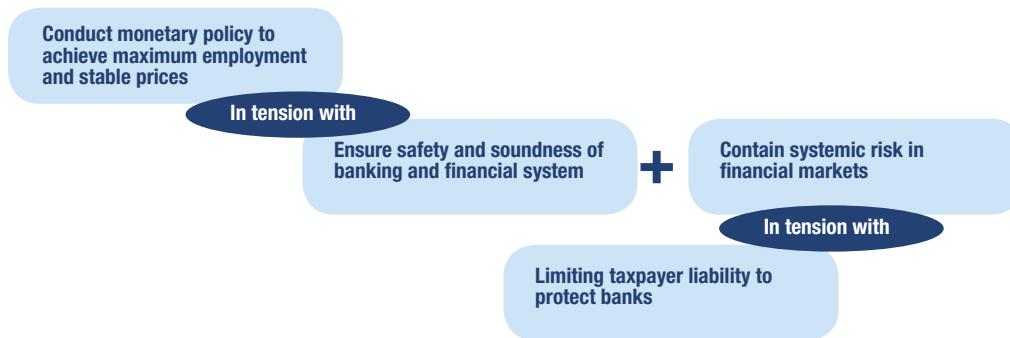 Conduct monetary policy to
achieve maximum employment
and stable prices
In tension with
Ensure safety and soundness of
banking and financial system
+
Contain systemic risk in
financial markets
In tension with
Limiting taxpayer liability to
protect banks